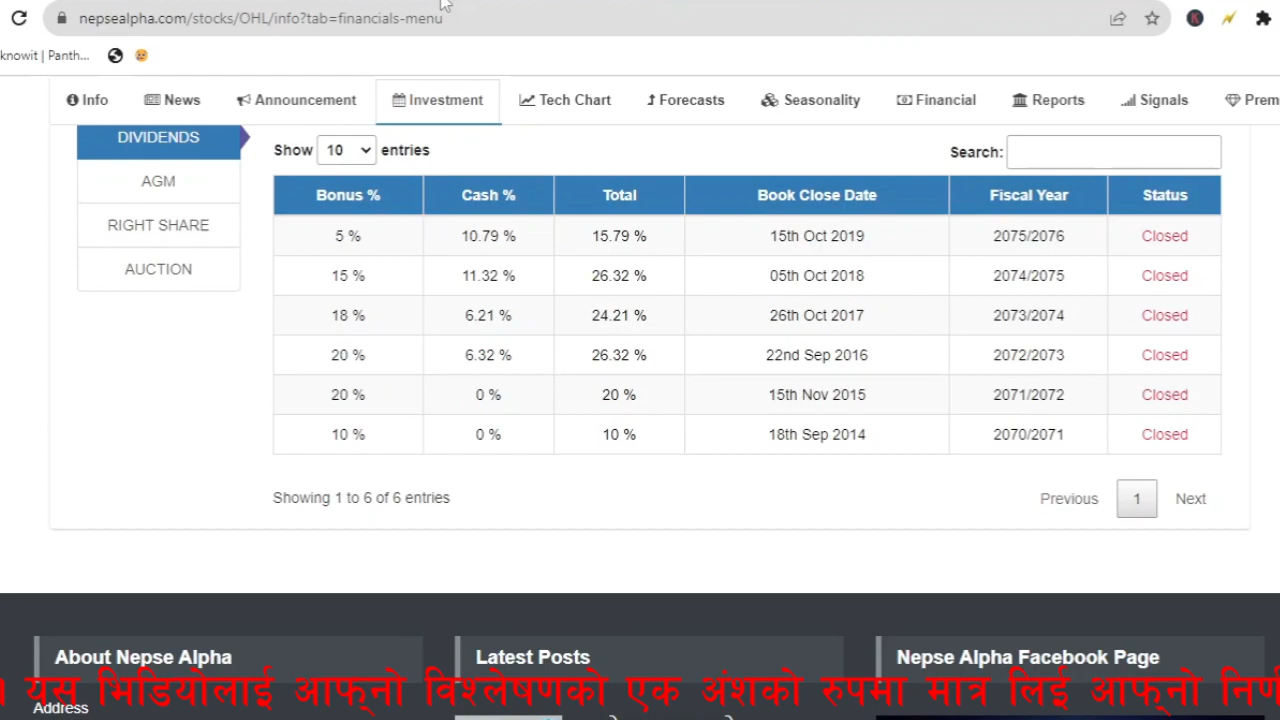 nepsealpha.com/stocks/OHL/info?tab=financials-menu
knowit | Panth...
Info News Announcement Investment Tech Chart Forecasts Seasonality Financial Reports Signals Prem
DIVIDENDS
AGM
RIGHT SHARE
AUCTION
Show 10 entries
Search:
Bonus % Cash % Total Book Close Date Fiscal Year Status
5 % 10.79 % 15.79 % 15th Oct 2019 2075/2076 Closed
15 % 11.32 % 26.32 % 05th Oct 2018 2074/2075 Closed
18 % 6.21 % 24.21 % 26th Oct 2017 2073/2074 Closed
20 % 6.32 % 26.32 % 22nd Sep 2016 2072/2073 Closed
20 % 0 % 20 % 15th Nov 2015 2071/2072 Closed
10 % 0 % 10 % 18th Sep 2014 2070/2071 Closed
Showing 1 to 6 of 6 entries
Previous 1 Next
About Nepse Alpha
Latest Posts
Nepse Alpha Facebook Page
। यस भिडियोलाई आफ्नो विश्लेषणको एक अंशको रुपमा मात्र लिई आफ्नो निर्ण
Address